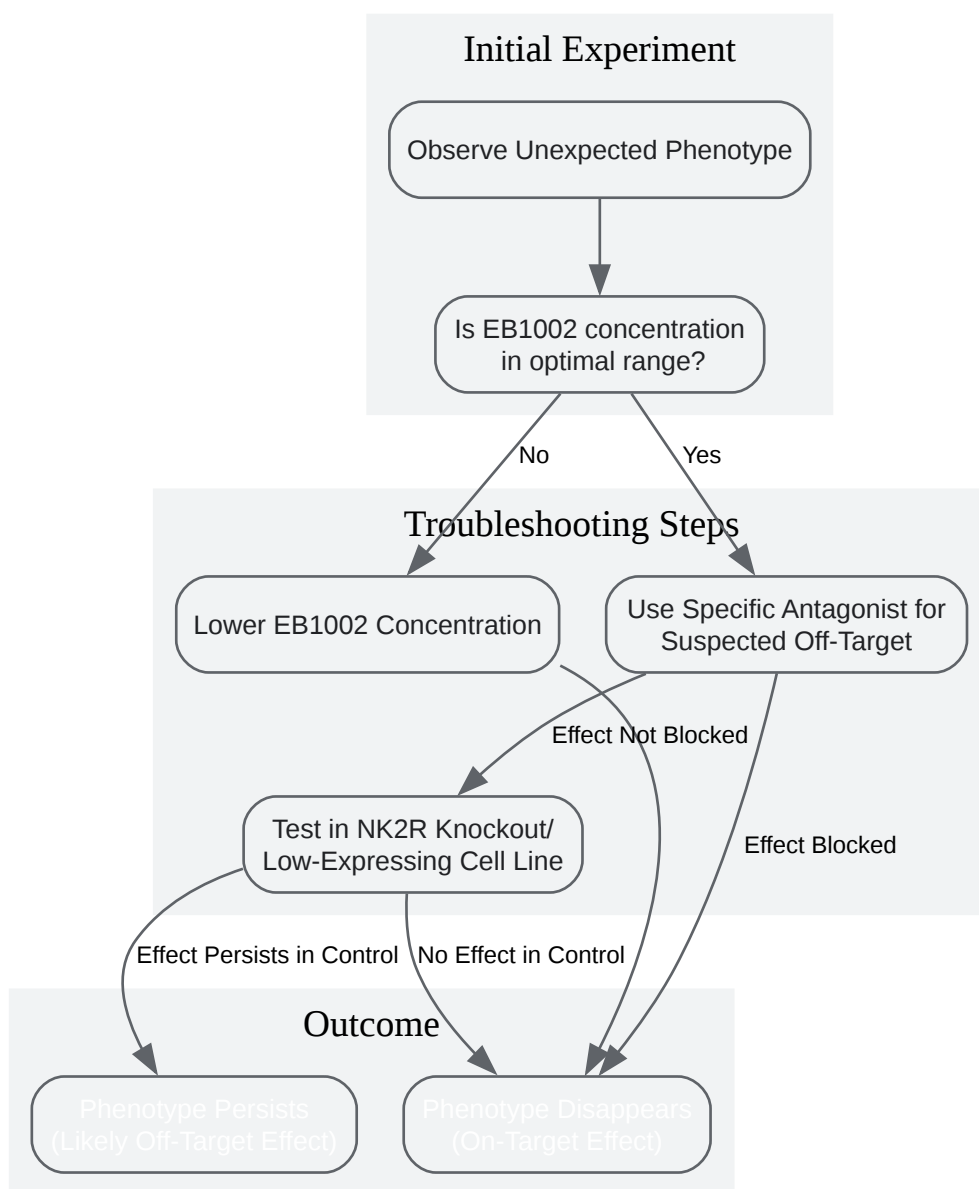 Initial Experiment
Observe Unexpected Phenotype
Is EB1002 concentration
in optimal range?
No
Yes
Troubleshooting Steps
Lower EB1002 Concentration
Use Specific Antagonist for
Suspected Off-Target
Effect Not Blocked
Test in NK2R Knockout/
Low-Expressing Cell Line
Effect Blocked
Effect Persists in Control
No Effect in Control
Outcome
Phenotype Persists
(Likely Off-Target Effect)
Phenotype Disappears
(On-Target Effect)